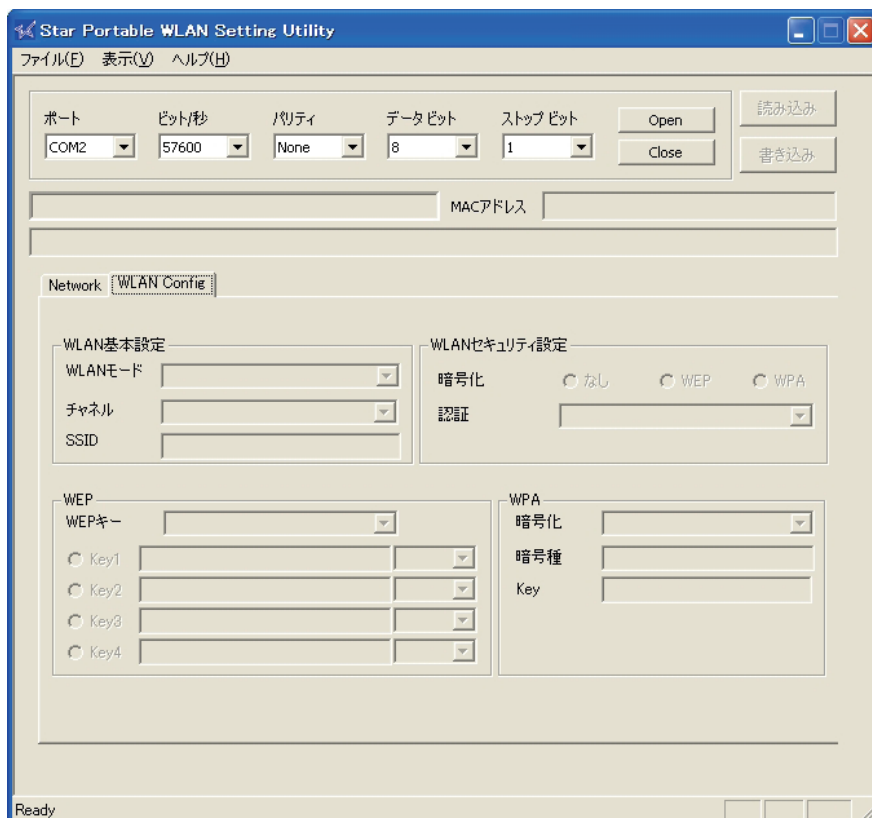 Star Portable WLAN Setting Utility
ファイル(F) 表示(V) ヘルプ(H)
ポート ビット/秒 パリティ データ ビット ストップ ビット
COM2 57600 None 8 1
Open
Close
読み込み
書き込み
MACアドレス
Network WLAN Config
WLAN基本設定
WLANモード
チャネル
SSID
WLANセキュリティ設定
暗号化 なし WEP WPA
認証
WEP
WEPキー
Key1
Key2
Key3
Key4
WPA
暗号化
暗号種
Key
Ready